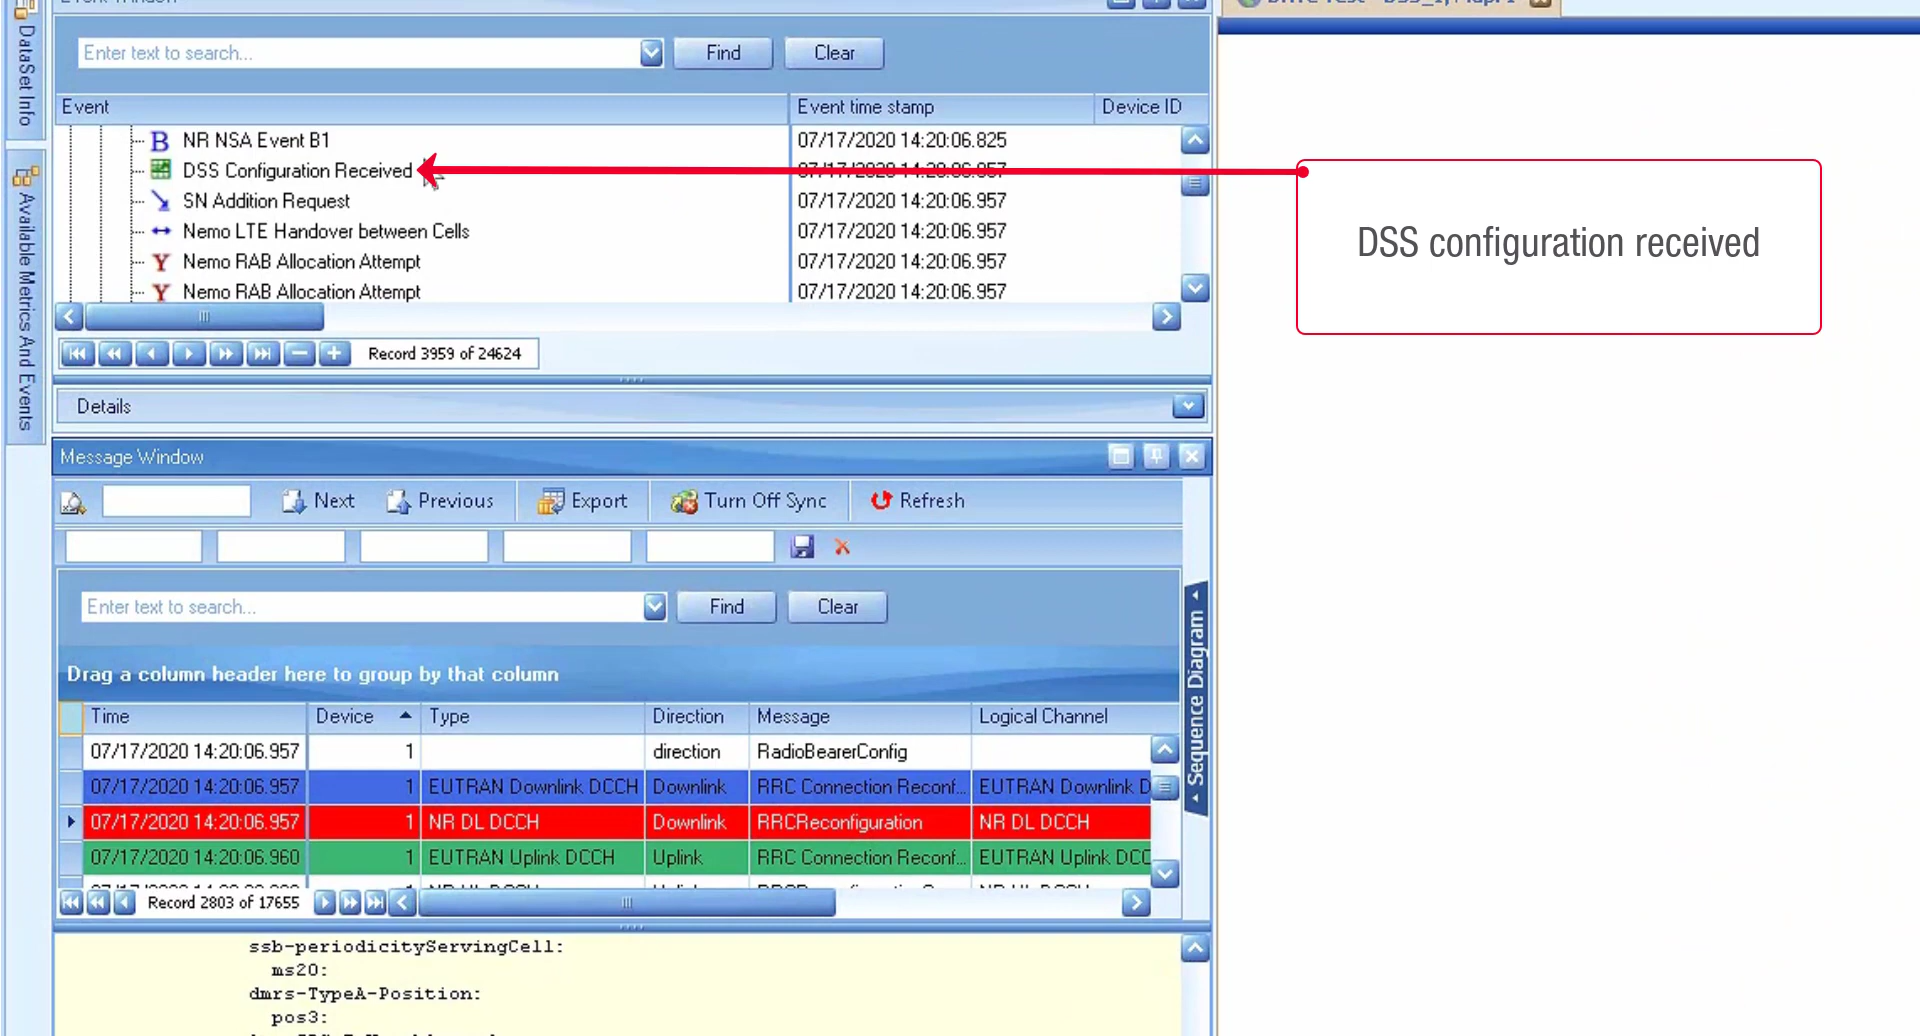 DataSet Info
Available Metrics And Events
Enter text to search...
Find
Clear
Event
Event time stamp
Device ID
NR NSA Event B1
07/17/2020 14:20:06.825
DSS Configuration Received
SN Addition Request
07/17/2020 14:20:06.957
Nemo LTE Handover between Cells
07/17/2020 14:20:06.957
Nemo RAB Allocation Attempt
07/17/2020 14:20:06.957
Nemo RAB Allocation Attempt
07/17/2020 14:20:06.957
Record 3959 of 24624
Details
DSS configuration received
Message Window
Next
Previous
Export
Turn Off Sync
Refresh
Enter text to search...
Find
Clear
Drag a column header here to group by that column
Time
Device
Type
Direction
Message
Logical Channel
07/17/2020 14:20:06.957
1
direction
RadioBearerConfig
07/17/2020 14:20:06.957
1
EUTRAN Downlink DCCH
Downlink
RRC Connection Reconf...
EUTRAN Downlink D
07/17/2020 14:20:06.957
1
NR DL DCCH
Downlink
RRCReconfiguration
NR DL DCCH
07/17/2020 14:20:06.960
1
EUTRAN Uplink DCCH
Uplink
RRC Connection Reconf...
EUTRAN Uplink DCC
Record 2803 of 17655
Sequence Diagram
ssb-periodicityServingCell:
ms20:
dmrs-TypeA-Position:
pos3: